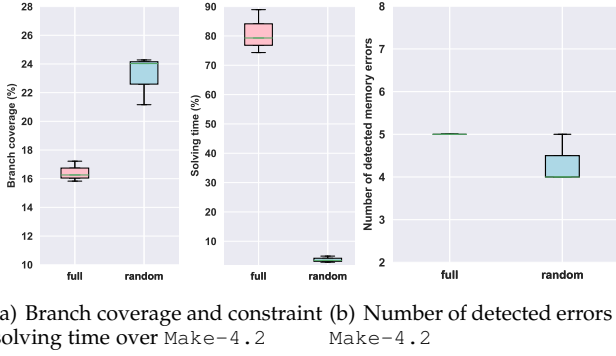 28
26
24
22
20
18
16
14
12
10
Branch coverage (%)
full random
90
80
70
60
50
40
30
20
10
Solving time (%)
full random
8
7
6
5
4
3
2
Number of detected memory errors
full random
a) Branch coverage and constraint
solving time over Make-4.2
(b) Number of detected errors
Make-4.2